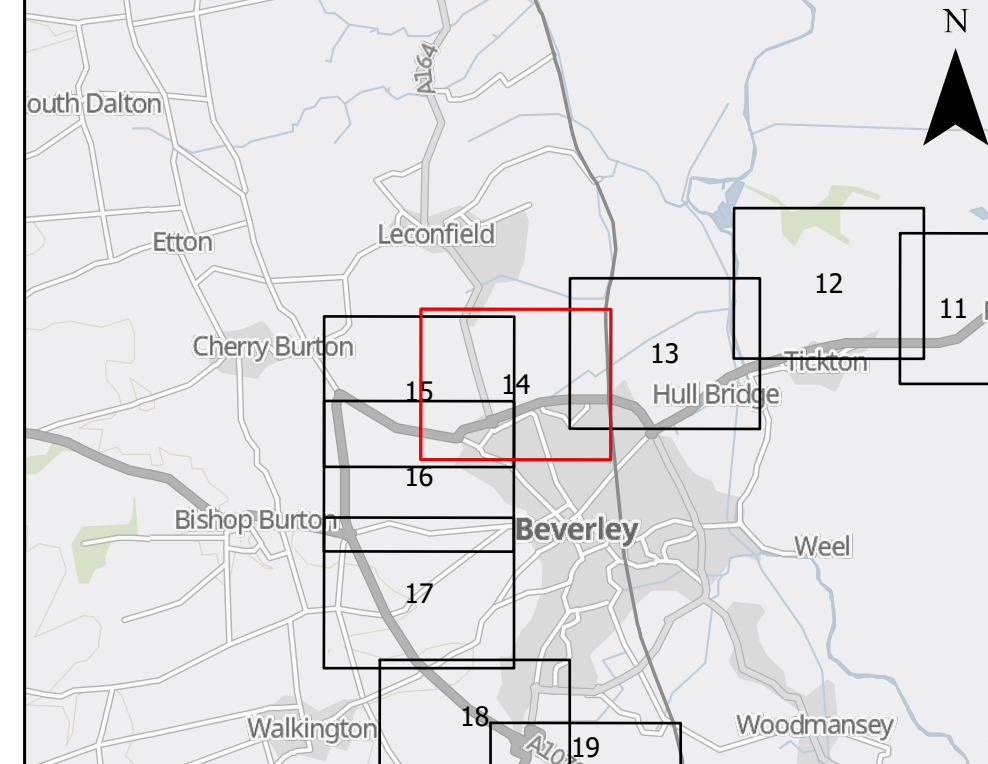 N
A164
outh Dalton
Leconfield
Etton
12
11
Cherry Burton
13
Tickton
15
14
Hull Bridge
16
Bishop Burton
Beverley
Weel
17
Walkington
18
Woodmansey
19